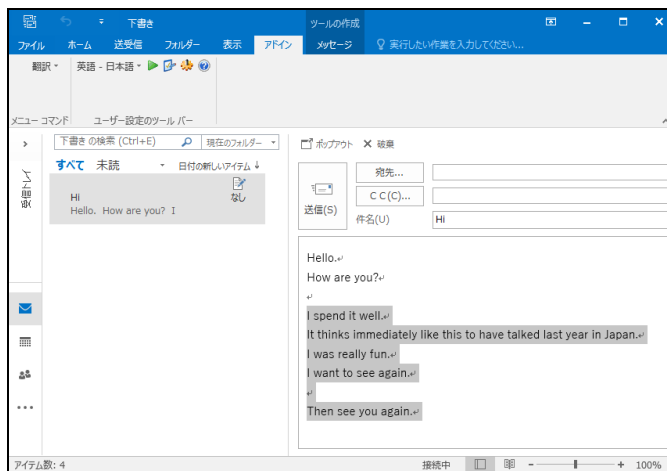 下書き
ツールの作成
ファイル ホーム 送受信 フォルダー 表示 アドイン メッセージ 実行したい作業を入力してください...
翻訳 英語 - 日本語
メニュー コマンド ユーザー設定のツール バー
下書き の検索 (Ctrl+E) 現在のフォルダー
すべて 未読 日付の新しいアイテム ↓
Hi なし
Hello. How are you? I
受信トレイ
ポップアウト 破棄
送信(S)
宛先...
C C(C)...
件名(U) Hi
Hello.
How are you?
I spend it well.
It thinks immediately like this to have talked last year in Japan.
I was really fun.
I want to see again.
Then see you again.
アイテム数: 4 接続中 100%